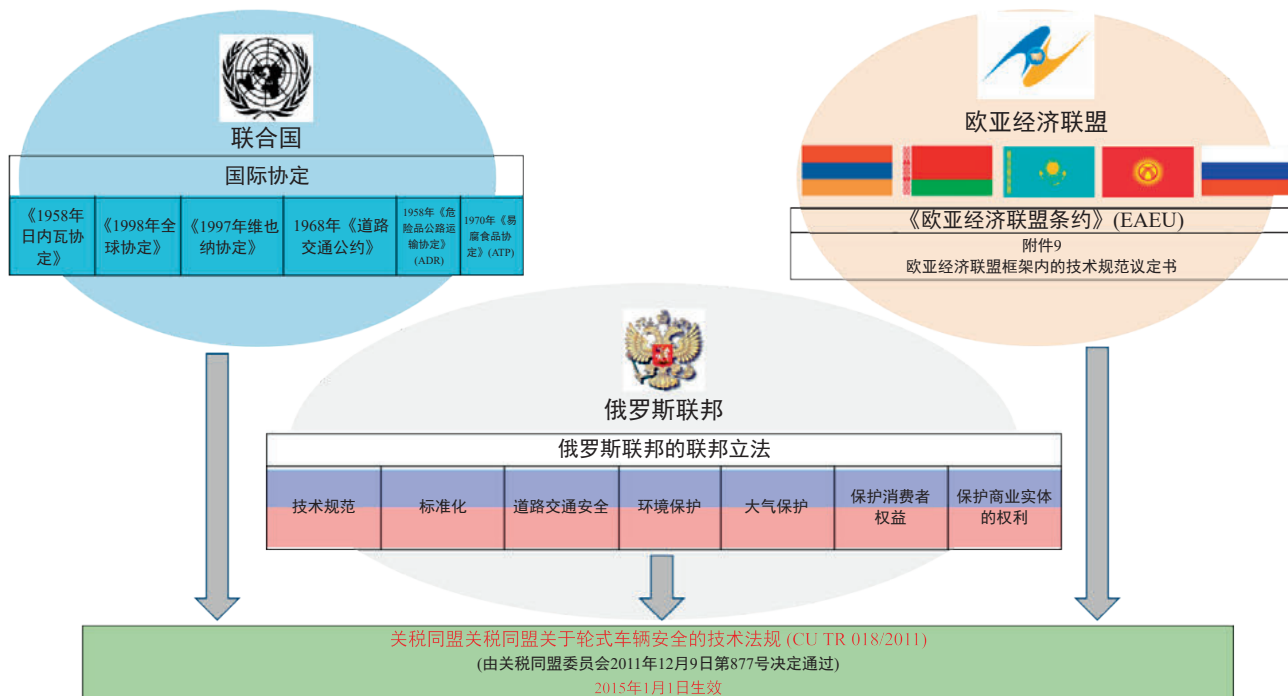 联合国
国际协定
《1958年
日内瓦协
定》
《1998年全
球协定》
《1997年维也
纳协定》
1968年《道路
交通公约》
1958年《危
险品公路运
输协定》
(ADR)
1970年《易
腐食品协
定》(ATP)
欧亚经济联盟
《欧亚经济联盟条约》(EAEU)
附件9
欧亚经济联盟框架内的技术规范议定书
俄罗斯联邦
俄罗斯联邦的联邦立法
技术规范
标准化
道路交通安全
环境保护
大气保护
保护消费者
权益
保护商业实体
的权利
关税同盟关税同盟关于轮式车辆安全的技术法规 (CU TR 018/2011)
(由关税同盟委员会2011年12月9日第877号决定通过)
2015年1月1日生效